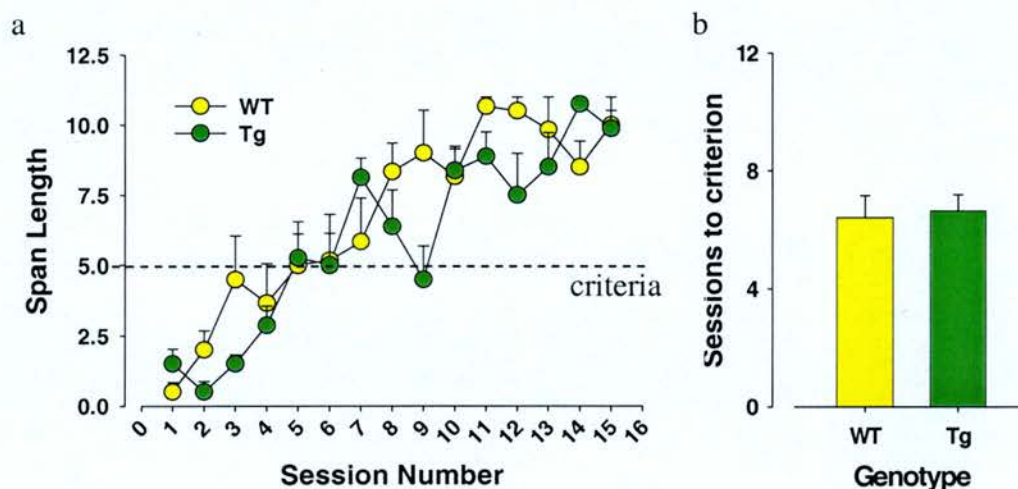 a
12.5
10.0
7.5
5.0
2.5
0.0
Span Length
WT
Tg
criteria
0 1 2 3 4 5 6 7 8 9 10 11 12 13 14 15 16
Session Number
b
12
8
4
0
Sessions to criterion
WT Tg
Genotype